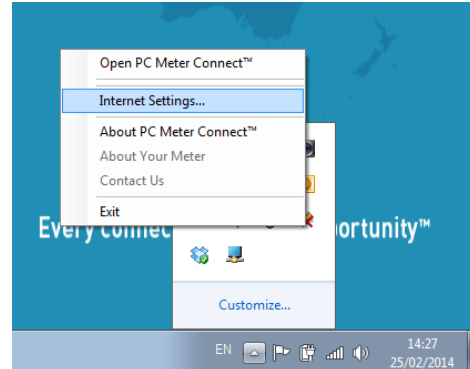 Open PC Meter Connect™
Internet Settings...
About PC Meter Connect™
About Your Meter
Contact Us
Exit
Every connec
ortunity™
Customize...
EN
14:27
25/02/2014